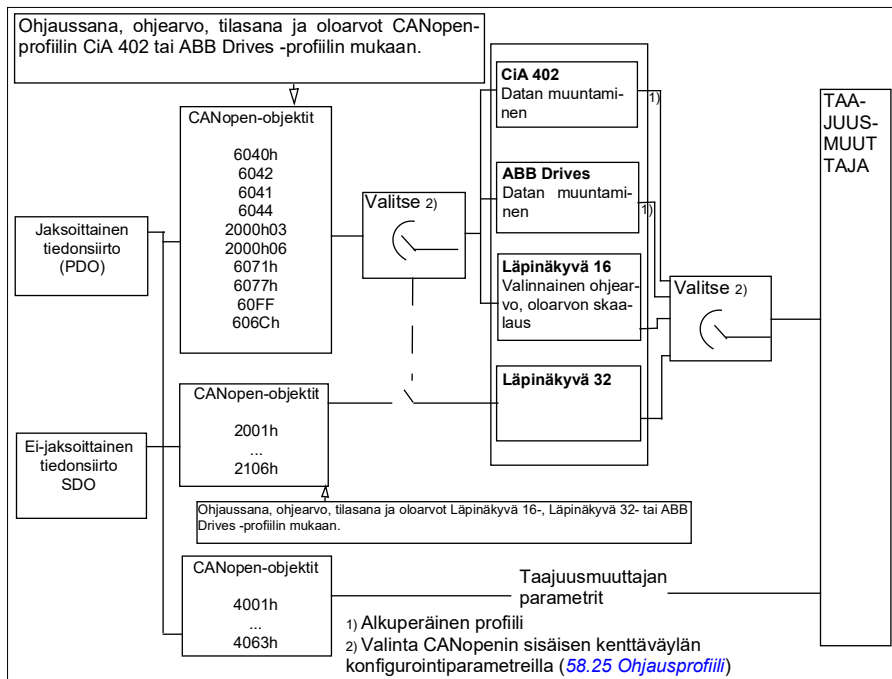 Ohjaussana, ohjearvo, tilasana ja oloarvot CANopen-
profiilin CiA 402 tai ABB Drives -profiilin mukaan.
CANopen-objektit
6040h
6042
6041
6044
2000h03
2000h06
6071h
6077h
60FF
606Ch
Jaksoittainen
tiedonsiirto
(PDO)
Valitse 2)
CiA 402
Datan muuntami-
nen
1)
ABB Drives
Datan muuntami-
nen
1)
Läpinäkyvä 16
Valinnainen ohjear-
vo, oloarvon skaa-
laus
Läpinäkyvä 32
Valitse 2)
TAA-
JUUS-
MUUT
TAJA
Ei-jaksoittainen
tiedonsiirto
SDO
CANopen-objektit
2001h
...
2106h
Ohjaussana, ohjearvo, tilasana ja oloarvot Läpinäkyvä 16-, Läpinäkyvä 32- tai ABB
Drives -profiilin mukaan.
CANopen-objektit
4001h
...
4063h
Taajuusmuuttajan
parametrit
1) Alkuperäinen profiili
2) Valinta CANopenin sisäisen kenttäväylän
konfigurointiparametreilla (58.25 Ohjausprofiili)